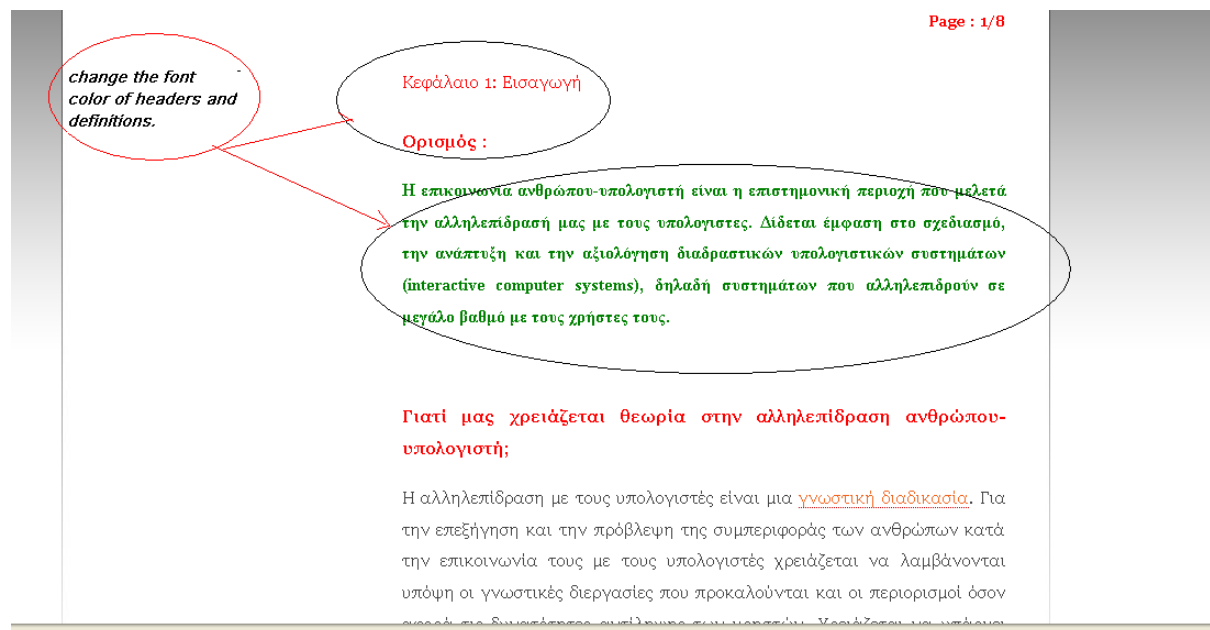 Page : 1/8
change the font
color of headers and
definitions.
Κεφάλαιο 1: Εισαγωγή
Ορισμός :
Η επικοινωνία ανθρώπου-υπολογιστή είναι η επιστημονική περιοχή που μελετά
την αλληλεπίδρασή μας με τους υπολογιστες. Δίδεται έμφαση στο σχεδιασμό,
την ανάπτυξη και την αξιολόγηση διαδραστικών υπολογιστικών συστημάτων
(interactive computer systems), δηλαδή συστημάτων που αλληλεπιδρούν σε
μεγάλο βαθμό με τους χρήστες τους.
Γιατί μας χρειάζεται θεωρία στην αλληλεπίδραση ανθρώπου-
υπολογιστή;
Η αλληλεπίδραση με τους υπολογιστές είναι μια γνωστική διαδικασία. Για
την επεξήγηση και την πρόβλεψη της συμπεριφοράς των ανθρώπων κατά
την επικοινωνία τους με τους υπολογιστές χρειάζεται να λαμβάνονται
υπόψη οι γνωστικές διεργασίες που προκαλούνται και οι περιορισμοί όσον